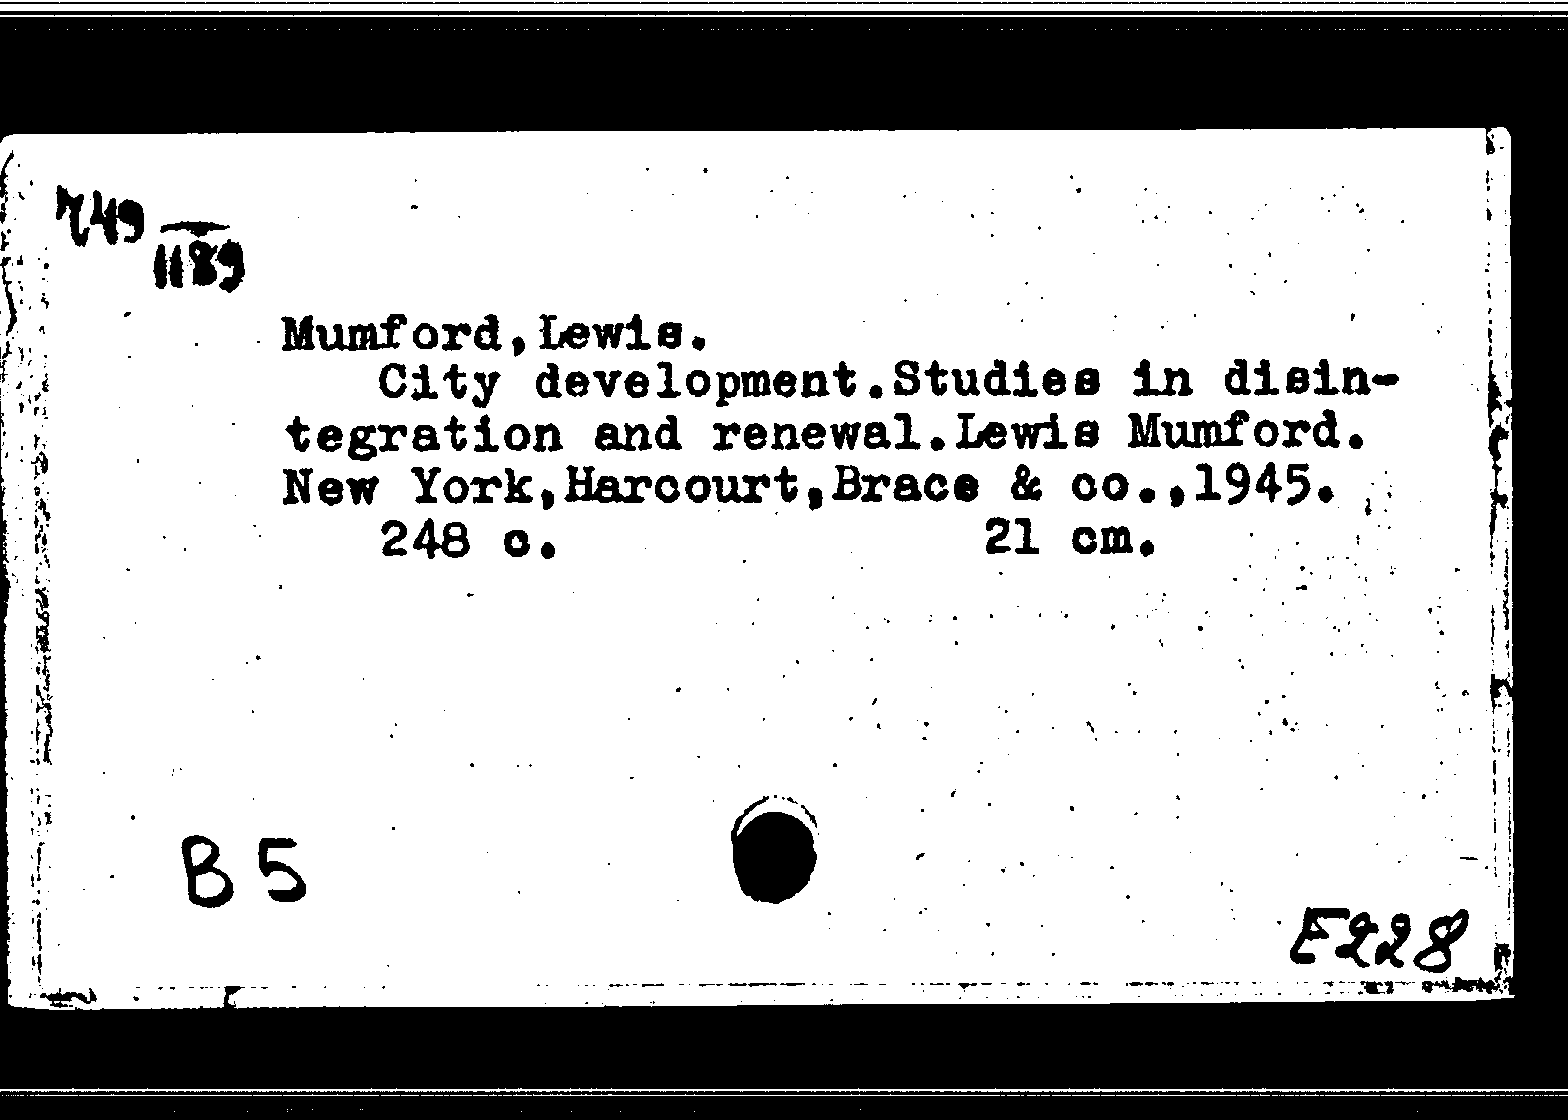 749
1189
Mumford,Lewis.
City development.Studies in disin-
tegration and renewal.Lewis Mumford.
New York,Harcourt,Brace & co.,1945.
248 c. 21 cm.
B 5
E228